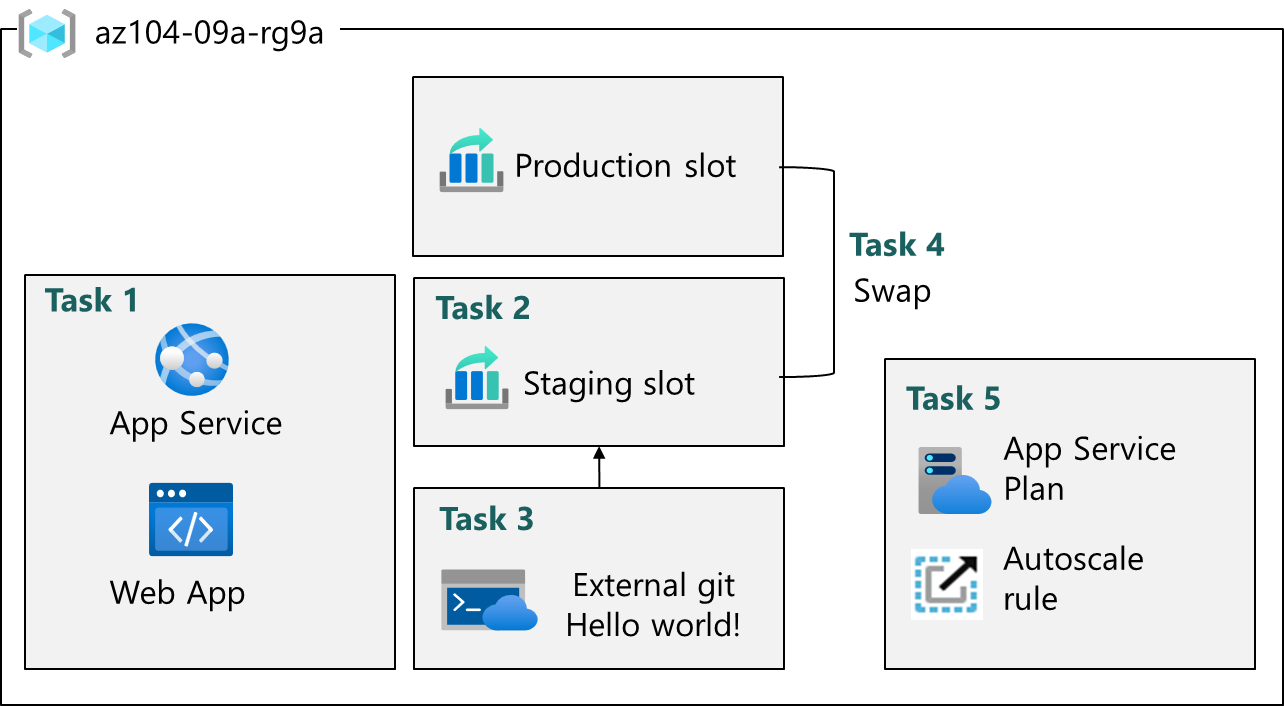 az104-09a-rg9a
Production slot
Task 4
Swap
Task 1
App Service
Web App
Task 2
Staging slot
Task 3
External git
Hello world!
Task 5
App Service
Plan
Autoscale
rule